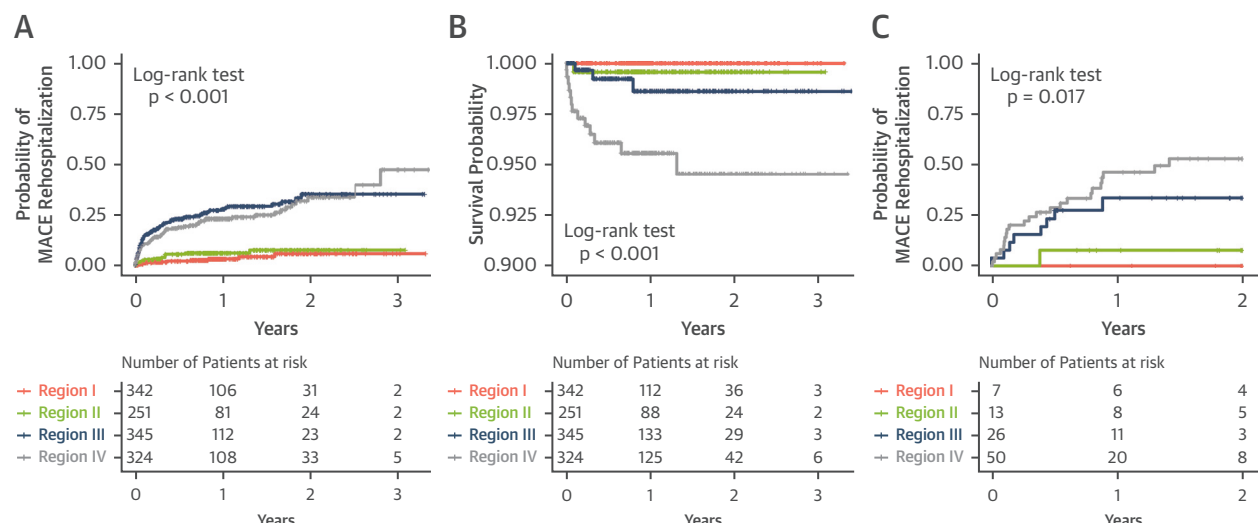 A
Probability of
MACE Rehospitalization
1.00
0.75
0.50
0.25
0.00
Log-rank test
p < 0.001
0 1 2 3
Years
Number of Patients at risk
Region I 342 106 31 2
Region II 251 81 24 2
Region III 345 112 23 2
Region IV 324 108 33 5
0 1 2 3
Years
B
Survival Probability
1.000
0.975
0.950
0.925
0.900
Log-rank test
p < 0.001
0 1 2 3
Years
Number of Patients at risk
Region I 342 112 36 3
Region II 251 88 24 2
Region III 345 133 29 3
Region IV 324 125 42 6
0 1 2 3
Years
C
Probability of
MACE Rehospitalization
1.00
0.75
0.50
0.25
0.00
Log-rank test
p = 0.017
0 1 2
Years
Number of Patients at risk
Region I 7 6 4
Region II 13 8 5
Region III 26 11 3
Region IV 50 20 8
0 1 2
Years